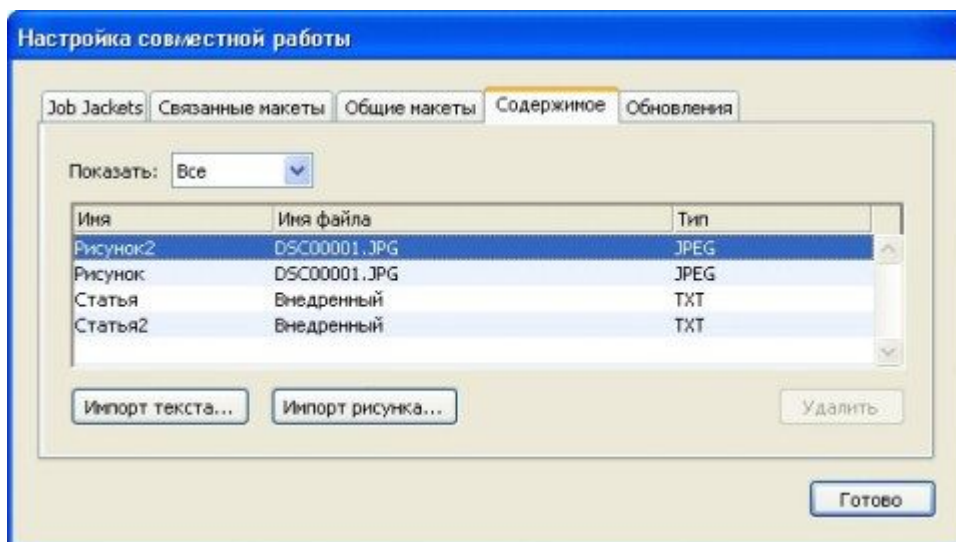 Настройка совместной работы
Job Jackets Связанные макеты Общие макеты Содержимое Обновления
Показать: Все
Имя Имя файла Тип
Рисунок2 DSC00001.JPG JPEG
Рисунок DSC00001.JPG JPEG
Статья Внедренный TXT
Статья2 Внедренный TXT
Импорт текста... Импорт рисунка... Удалить
Готово